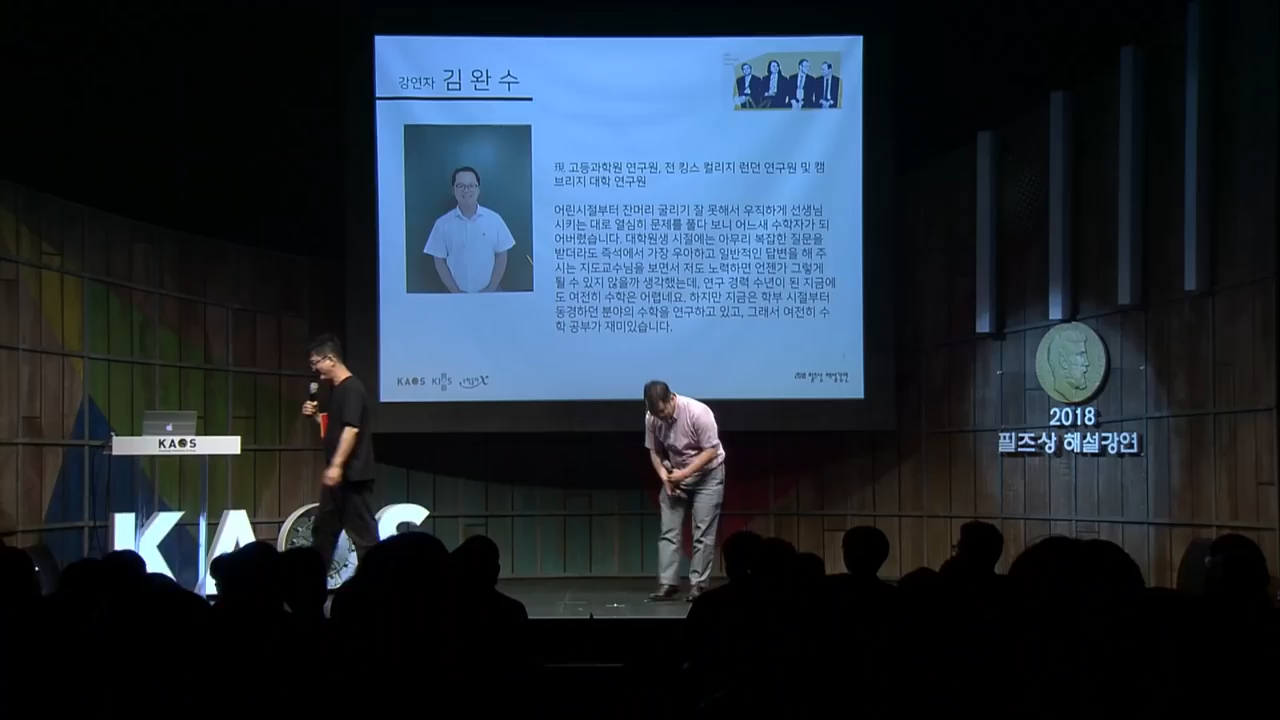 강연자 김완수
現 고등과학원 연구원, 전 킹스 컬리지 런던 연구원 및 캠
브리지 대학 연구원
어린시절부터 잔머리 굴리기 잘 못해서 우직하게 선생님
시키는 대로 열심히 문제를 풀다 보니 어느새 수학자가 되
어버렸습니다. 대학원생 시절에는 아무리 복잡한 질문을
받더라도 즉석에서 가장 우아하고 일반적인 답변을 해 주
시는 지도교수님을 보면서 저도 노력하면 언젠가 그렇게
될 수 있지 않을까 생각했는데, 연구 경력 수년이 된 지금에
도 여전히 수학은 어렵네요. 하지만 지금은 학부 시절부터
동경하던 분야의 수학을 연구하고 있고, 그래서 여전히 수
학 공부가 재미있습니다.
KAOS KIAS
필즈상 해설강연
2018
필즈상 해설강연
KAOS
KAOS